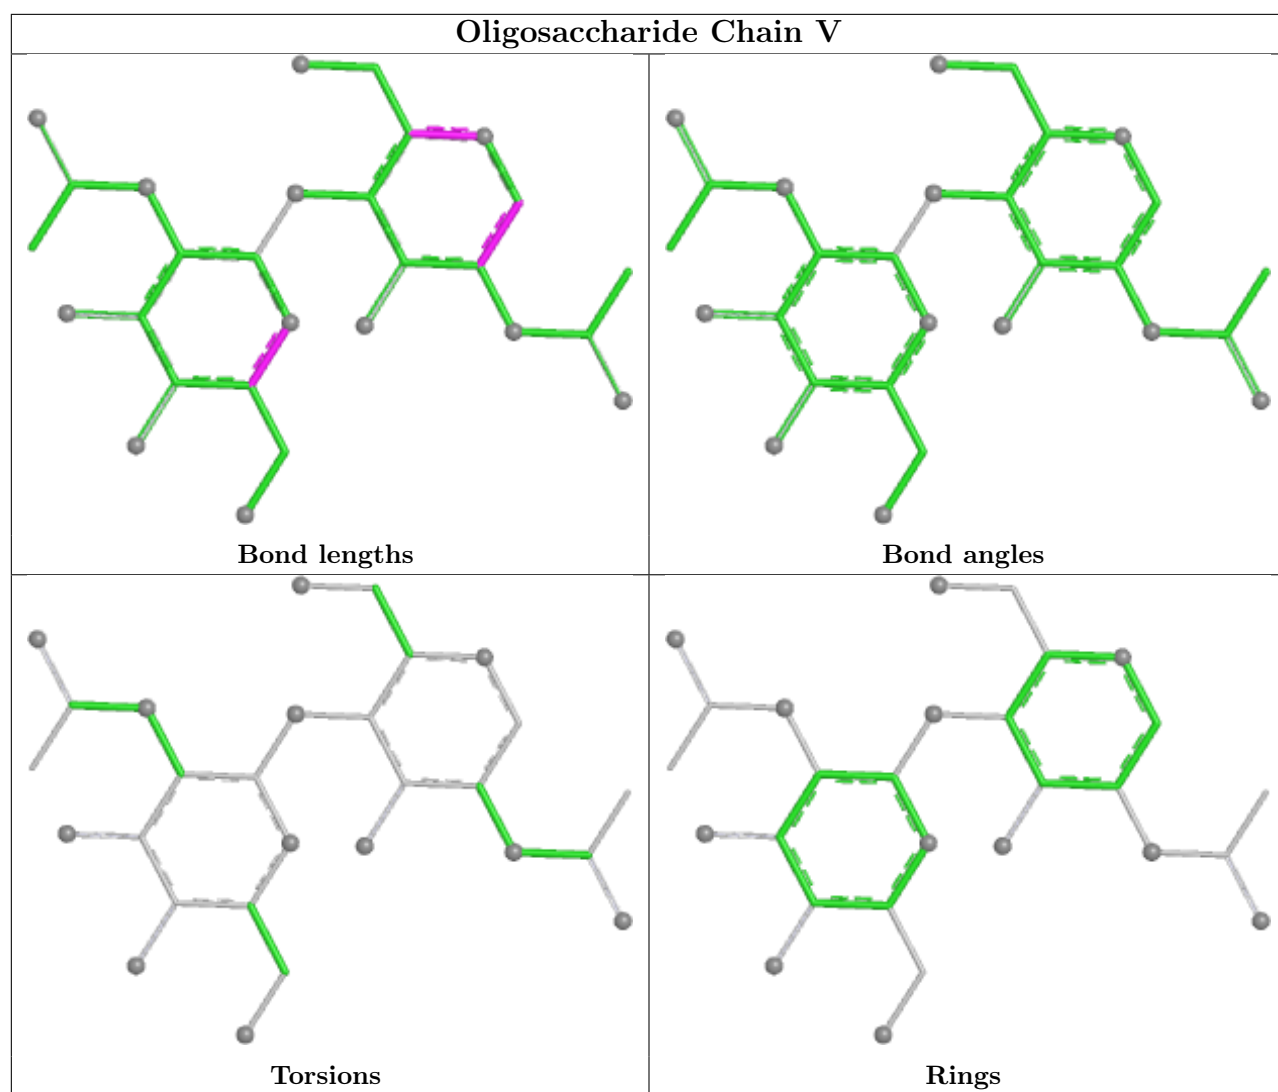 Oligosaccharide Chain V
Bond lengths
Bond angles
Torsions
Rings